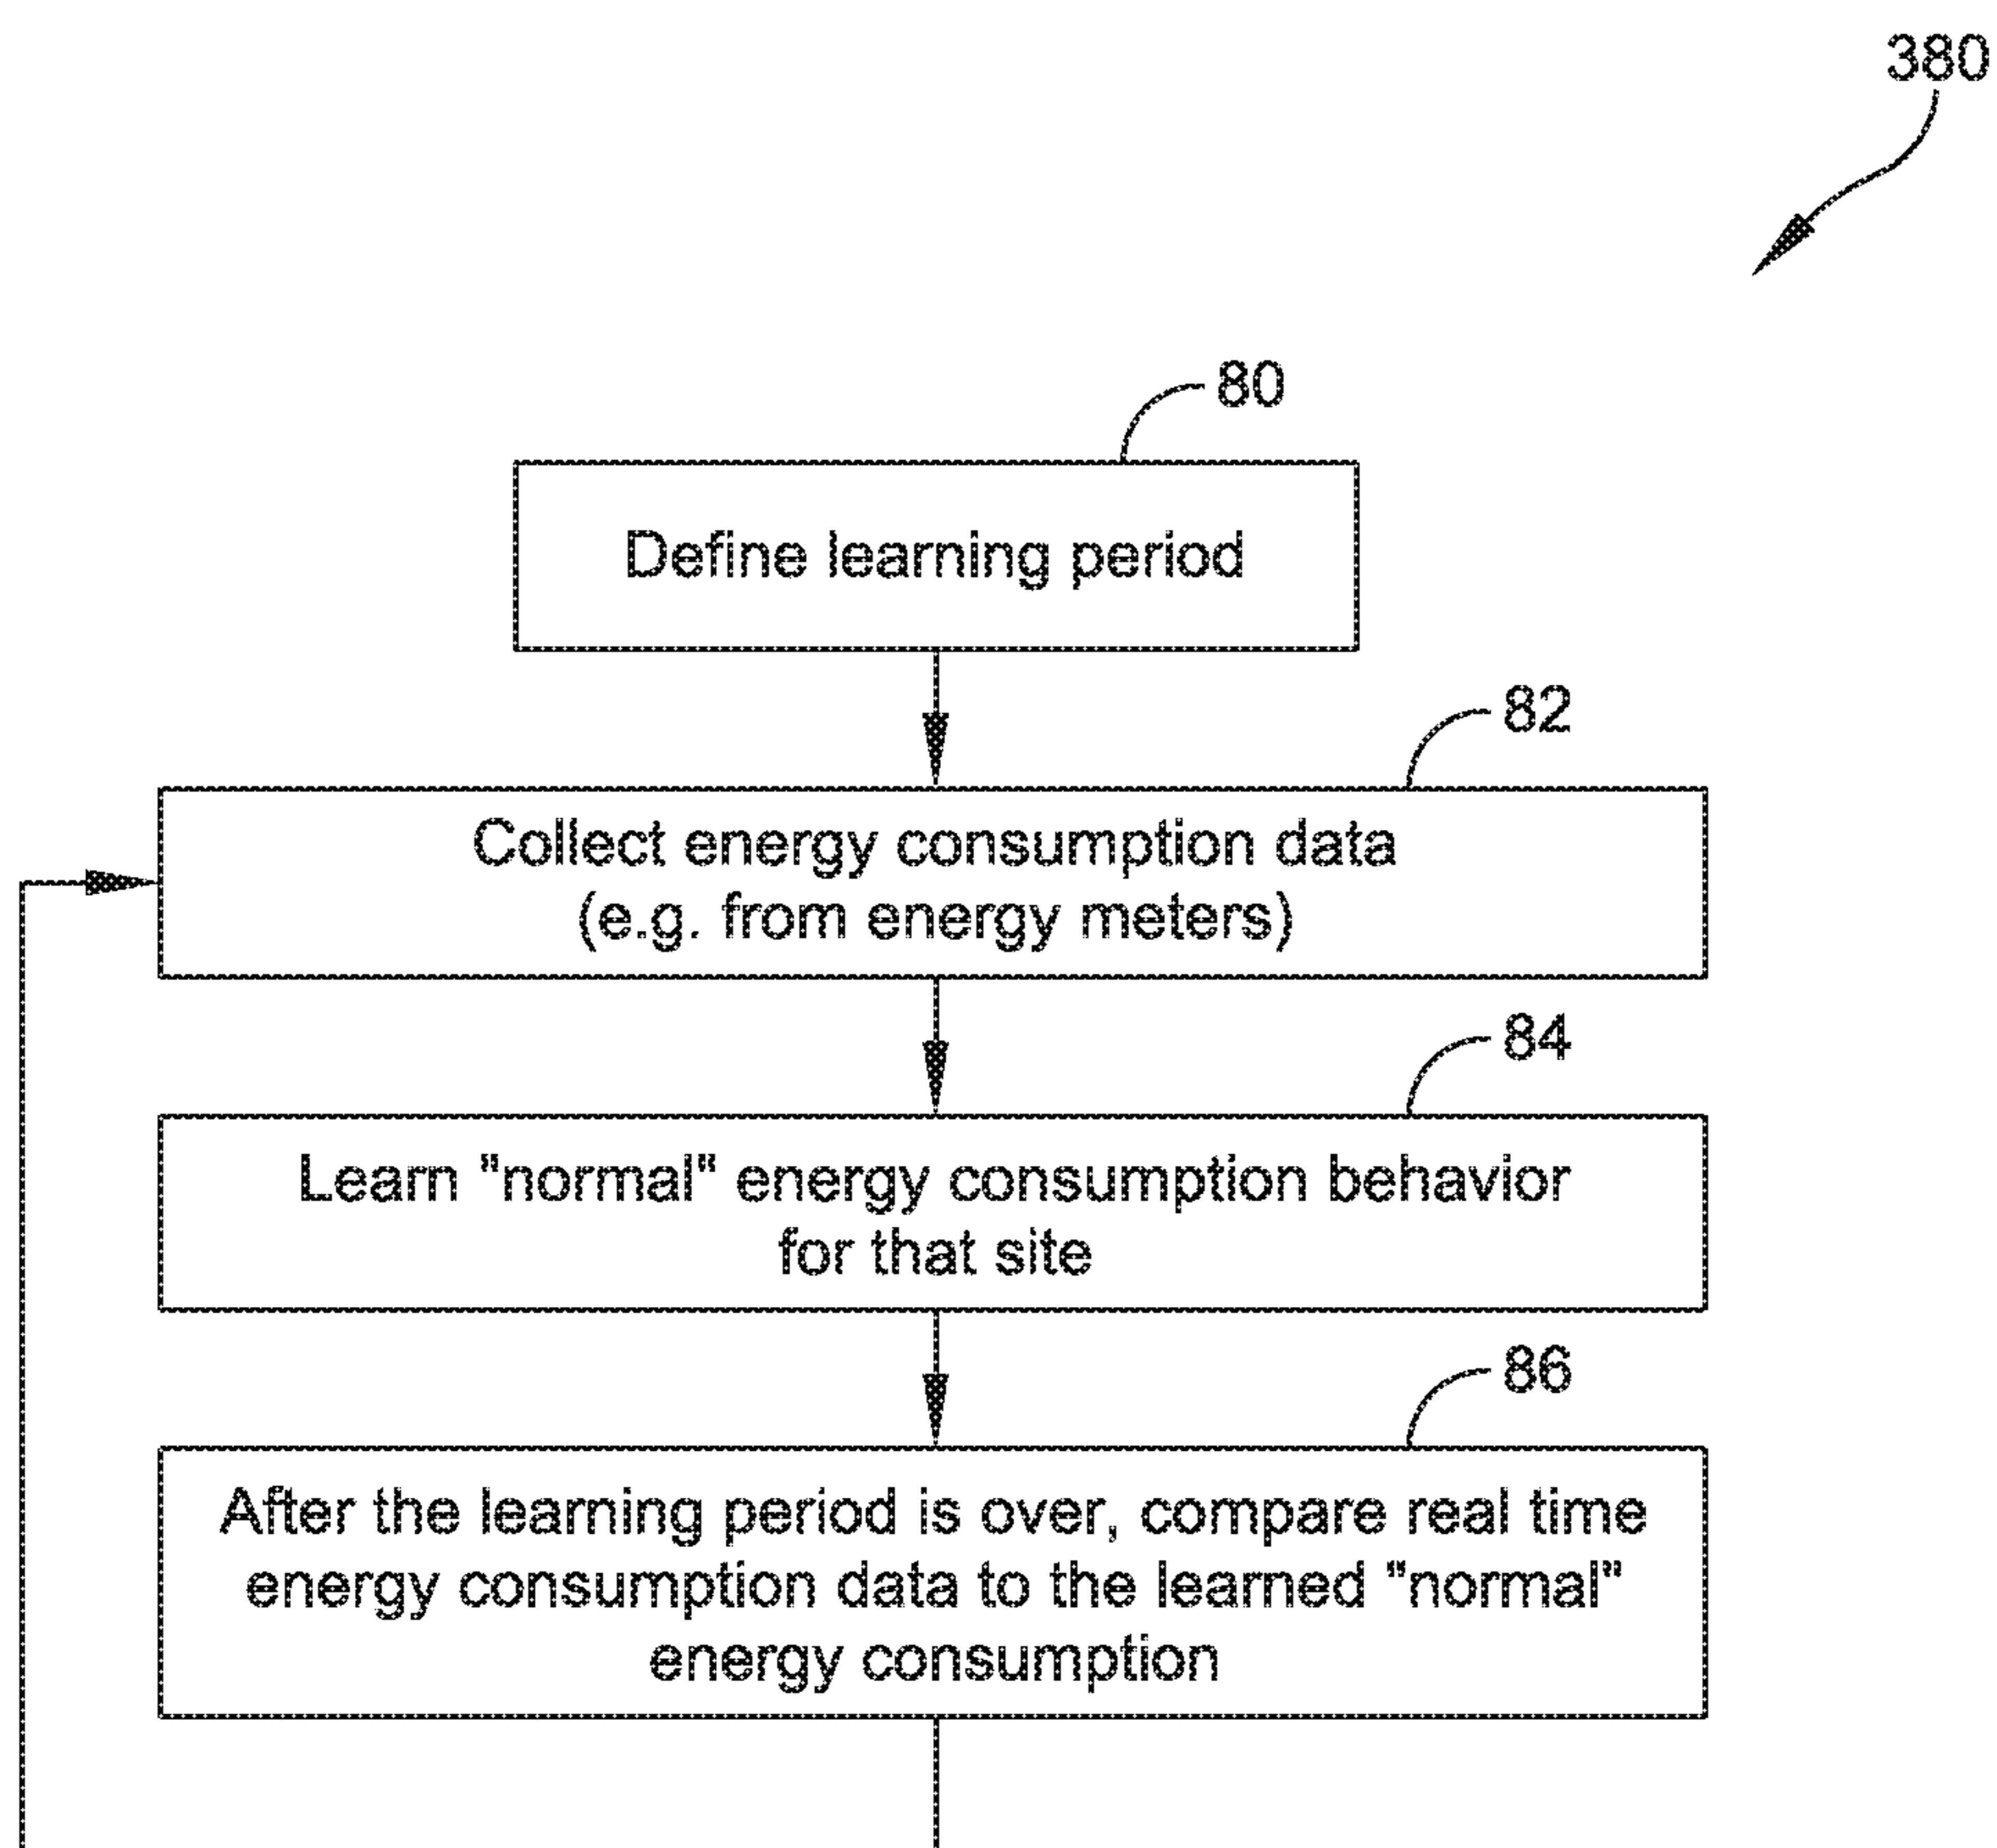 380
80
Define learning period
82
Collect energy consumption data
(e.g. from energy meters)
84
Learn "normal" energy consumption behavior
for that site
86
After the learning period is over, compare real time
energy consumption data to the learned "normal"
energy consumption